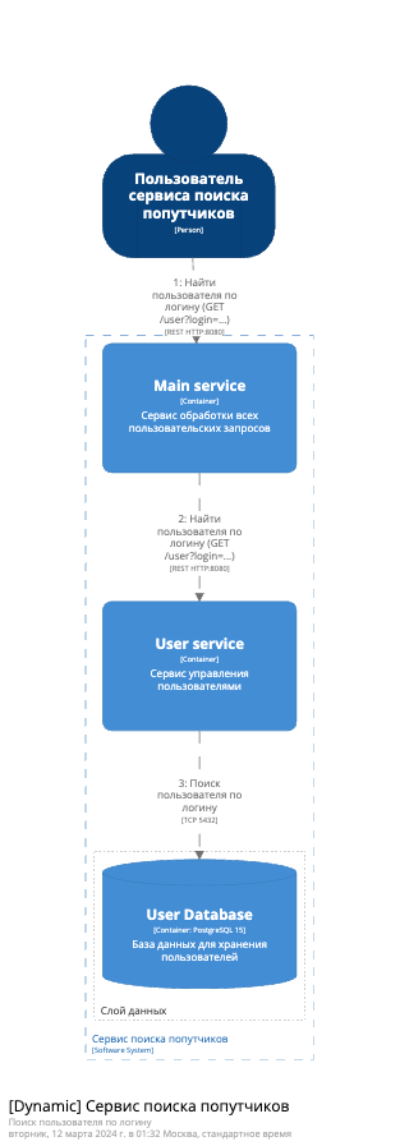 Пользователь
сервиса поиска
попутчиков
[Person]
1: Найти
пользователя по
логину (GET
/user?login=...)
[REST HTTP:8080]
Main service
[Container]
Сервис обработки всех
пользовательских запросов
2: Найти
пользователя по
логину (GET
/user?login=...)
[REST HTTP:8080]
User service
[Container]
Сервис управления
пользователями
3: Поиск
пользователя по
логину
[TCP 5432]
User Database
[Container: PostgreSQL 15]
База данных для хранения
пользователей
Слой данных
Сервис поиска попутчиков
[Software System]
[Dynamic] Сервис поиска попутчиков
Поиск пользователя по логину
вторник, 12 марта 2024 г. в 01:32 Москва, стандартное время